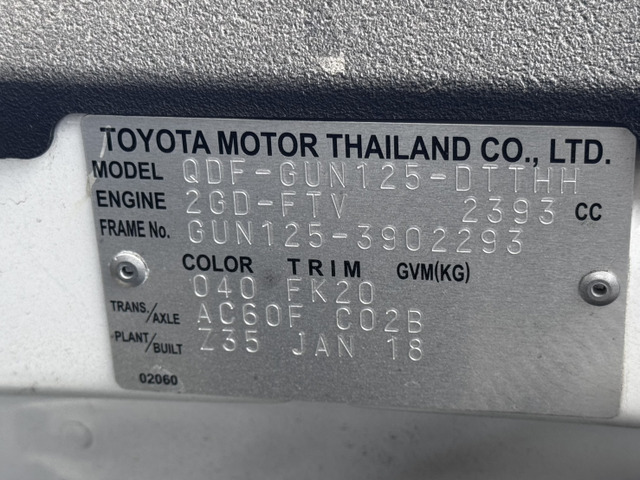 TOYOTA MOTOR THAILAND CO., LTD.
MODEL QDF-GUN125-DTTHH
ENGINE 2GD-FTV 2393 CC
FRAME No. GUN125-3902293
COLOR TRIM GVM(KG)
040 FK20
TRANS./AXLE AC60F C02B
PLANT/BUILT Z35 JAN 18
02060